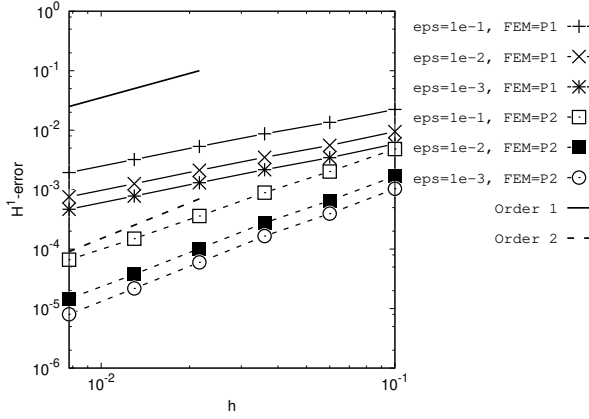 10^0
10^-1
10^-2
10^-3
10^-4
10^-5
10^-6
10^-2
10^-1
H^1-error
h
eps=1e-1, FEM=P1
eps=1e-2, FEM=P1
eps=1e-3, FEM=P1
eps=1e-1, FEM=P2
eps=1e-2, FEM=P2
eps=1e-3, FEM=P2
Order 1
Order 2